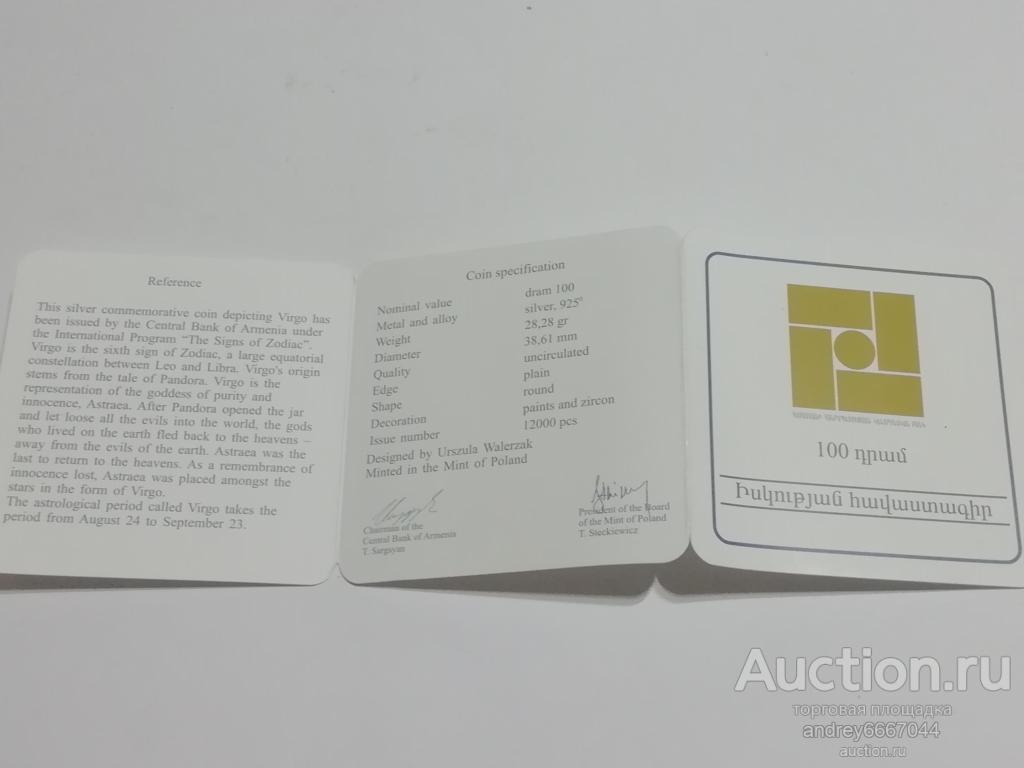 Reference
This silver commemorative coin depicting Virgo has
been issued by the Central Bank of Armenia under
the International Program “The Signs of Zodiac”.
Virgo is the sixth sign of Zodiac, a large equatorial
constellation between Leo and Libra. Virgo's origin
stems from the tale of Pandora. Virgo is the
representation of the goddess of purity and
innocence, Astraea. After Pandora opened the jar
and let loose all the evils into the world, the gods
who lived on the earth fled back to the heavens –
away from the evils of the earth. Astraea was the
last to return to the heavens. As a remembrance of
innocence lost, Astraea was placed amongst the
stars in the form of Virgo.
The astrological period called Virgo takes the
period from August 24 to September 23.
Coin specification
Nominal value dram 100
Metal and alloy silver, 925°
Weight 28,28 gr
Diameter 38,61 mm
Quality uncirculated
Edge plain
Shape round
Decoration paints and zircon
Issue number 12000 pcs
Designed by Urszula Walerzak
Minted in the Mint of Poland
Chairman of the
Central Bank of Armenia
T. Sargsyan
President of the Board
of the Mint of Poland
T. Steckiewicz
ՀԱՅԱՍՏԱՆԻ ՀԱՆՐԱՊԵՏՈՒԹՅԱՆ ԿԵՆՏՐՈՆԱԿԱՆ ԲԱՆԿ
100 դրամ
Իսկության հավաստագիր
Auction.ru
торговая площадка
andrey6667044
auction.ru